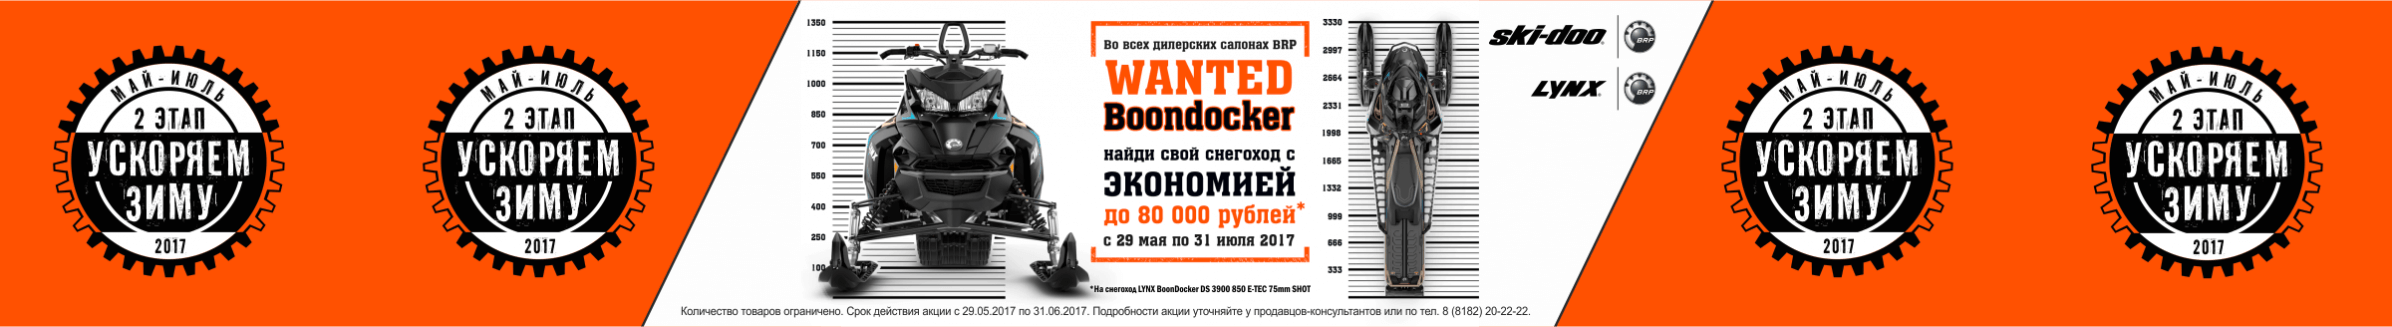 МАЙ-ИЮЛЬ
2 ЭТАП
УСКОРЯЕМ
ЗИМУ
2017
МАЙ-ИЮЛЬ
2 ЭТАП
УСКОРЯЕМ
ЗИМУ
2017
1350
1150
1000
850
850
700
550
400
250
100
Во всех дилерских салонах BRP
WANTED
Boondocker
найди свой снегоход с
ЭКОНОМИЕЙ
до 80 000 рублей*
с 29 мая по 31 июля 2017
*На снегоход LYNX BoonDocker DS 3900 850 E-TEC 75mm SHOT
3330
2997
2664
2331
1998
1665
1332
999
666
333
ski-doo BRP
LYNX BRP
Количество товаров ограничено. Срок действия акции с 29.05.2017 по 31.06.2017. Подробности акции уточняйте у продавцов-консультантов или по тел. 8 (8182) 20-22-22.
МАЙ-ИЮЛЬ
2 ЭТАП
УСКОРЯЕМ
ЗИМУ
2017
МАЙ-ИЮЛЬ
2 ЭТАП
УСКОРЯЕМ
ЗИМУ
2017